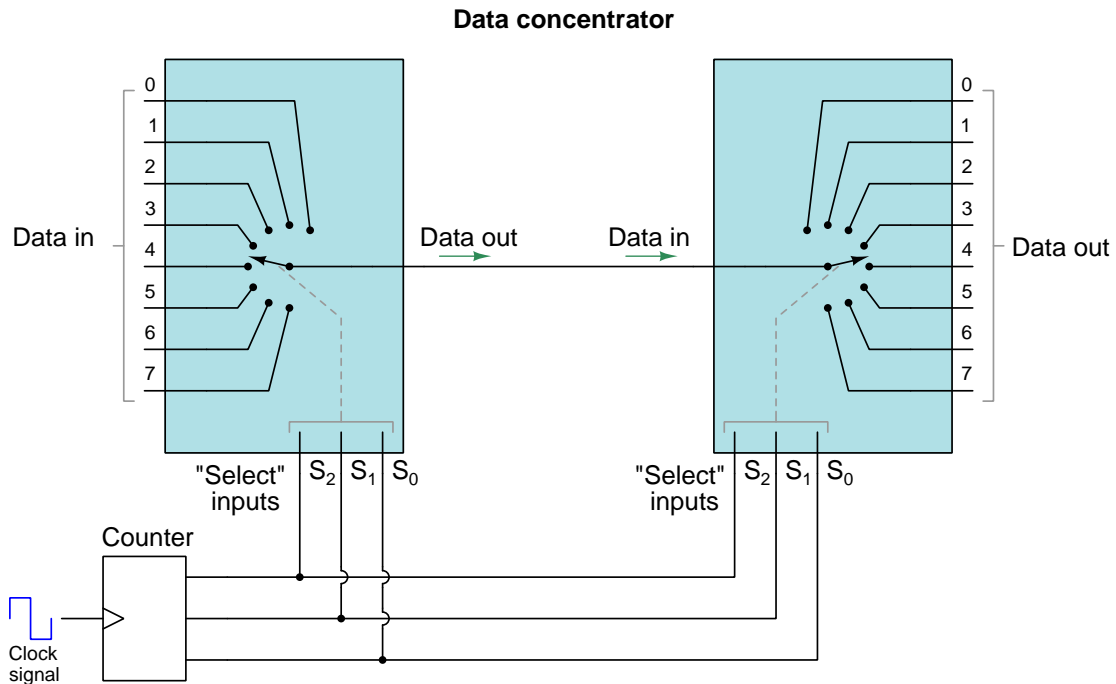 Data concentrator
0
1
2
3
4
5
6
7
Data in
Data out
Data in
0
1
2
3
4
5
6
7
Data out
"Select"
inputs
S2 S1 S0
"Select"
inputs
S2 S1 S0
Counter
Clock
signal